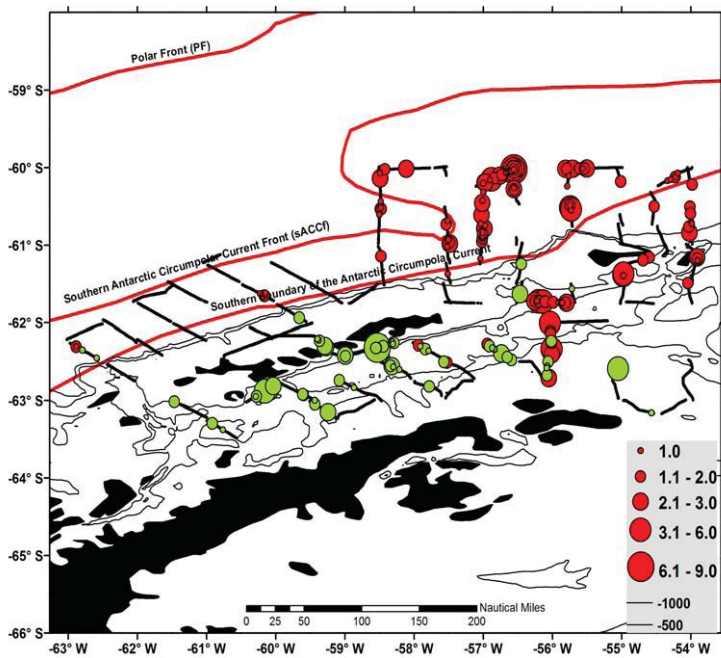 Polar Front (PF)
Southern Antarctic Circumpolar Current Front (sACCf)
Southern Boundary of the Antarctic Circumpolar Current
-59° S
-60° S
-61° S
-62° S
-63° S
-64° S
-65° S
-66° S
1.0
1.1 - 2.0
2.1 - 3.0
3.1 - 6.0
6.1 - 9.0
-1000
-500
Nautical Miles
0 25 50 100 150 200
-63° W -62° W -61° W -60° W -59° W -58° W -57° W -56° W -55° W -54° W